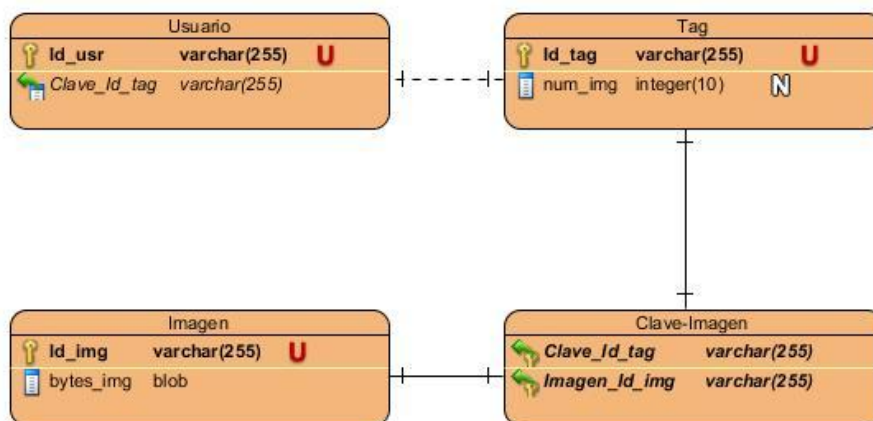 Usuario
Id_usr varchar(255) U
Clave_Id_tag varchar(255)
Tag
Id_tag varchar(255) U
num_img integer(10) N
Imagen
Id_img varchar(255) U
bytes_img blob
Clave-Imagen
Clave_Id_tag varchar(255)
Imagen_Id_img varchar(255)